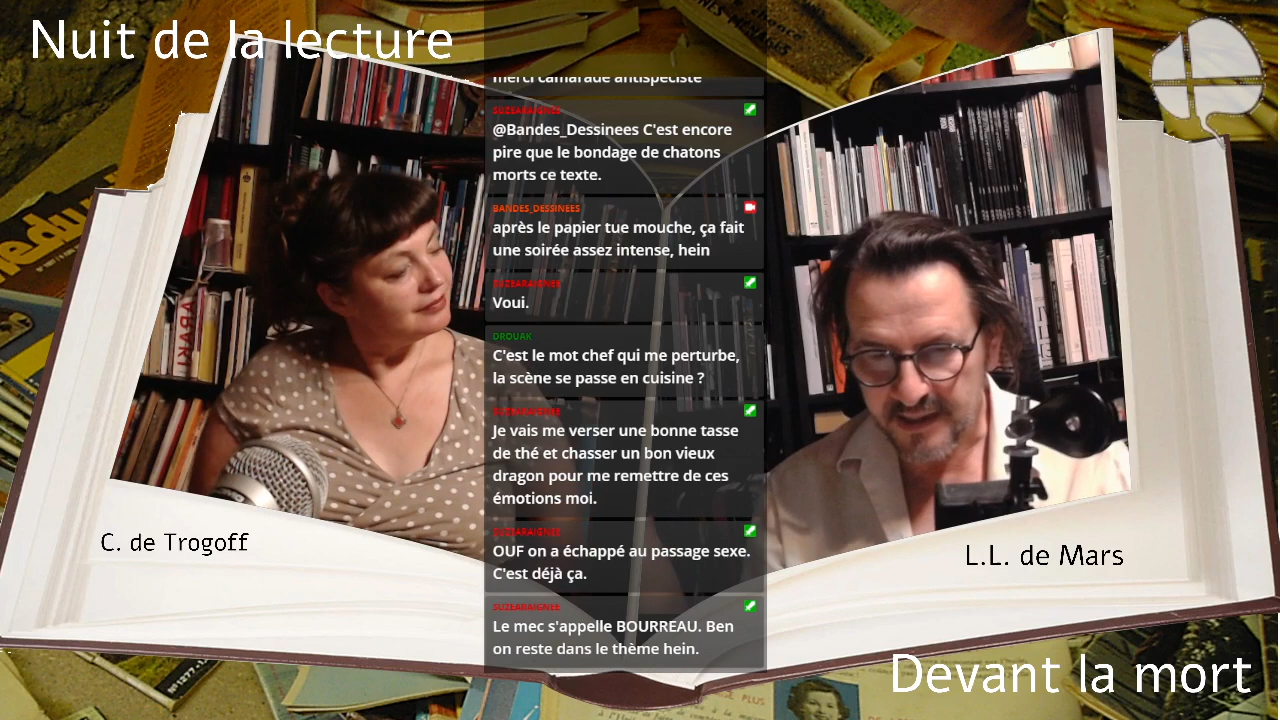 Nuit de la lecture
merci camarade antispéciste
SUZEARAIGNEE
@Bandes_Dessinees C'est encore
pire que le bondage de chatons
morts ce texte.
BANDES_DESSINEES
après le papier tue mouche, ça fait
une soirée assez intense, hein
SUZEARAIGNEE
Voui.
DROUAK
C'est le mot chef qui me perturbe,
la scène se passe en cuisine ?
SUZEARAIGNEE
Je vais me verser une bonne tasse
de thé et chasser un bon vieux
dragon pour me remettre de ces
émotions moi.
SUZEARAIGNEE
OUF on a échappé au passage sexe.
C'est déjà ça.
SUZEARAIGNEE
Le mec s'appelle BOURREAU. Ben
on reste dans le thème hein.
C. de Trogoff
L.L. de Mars
Devant la mort